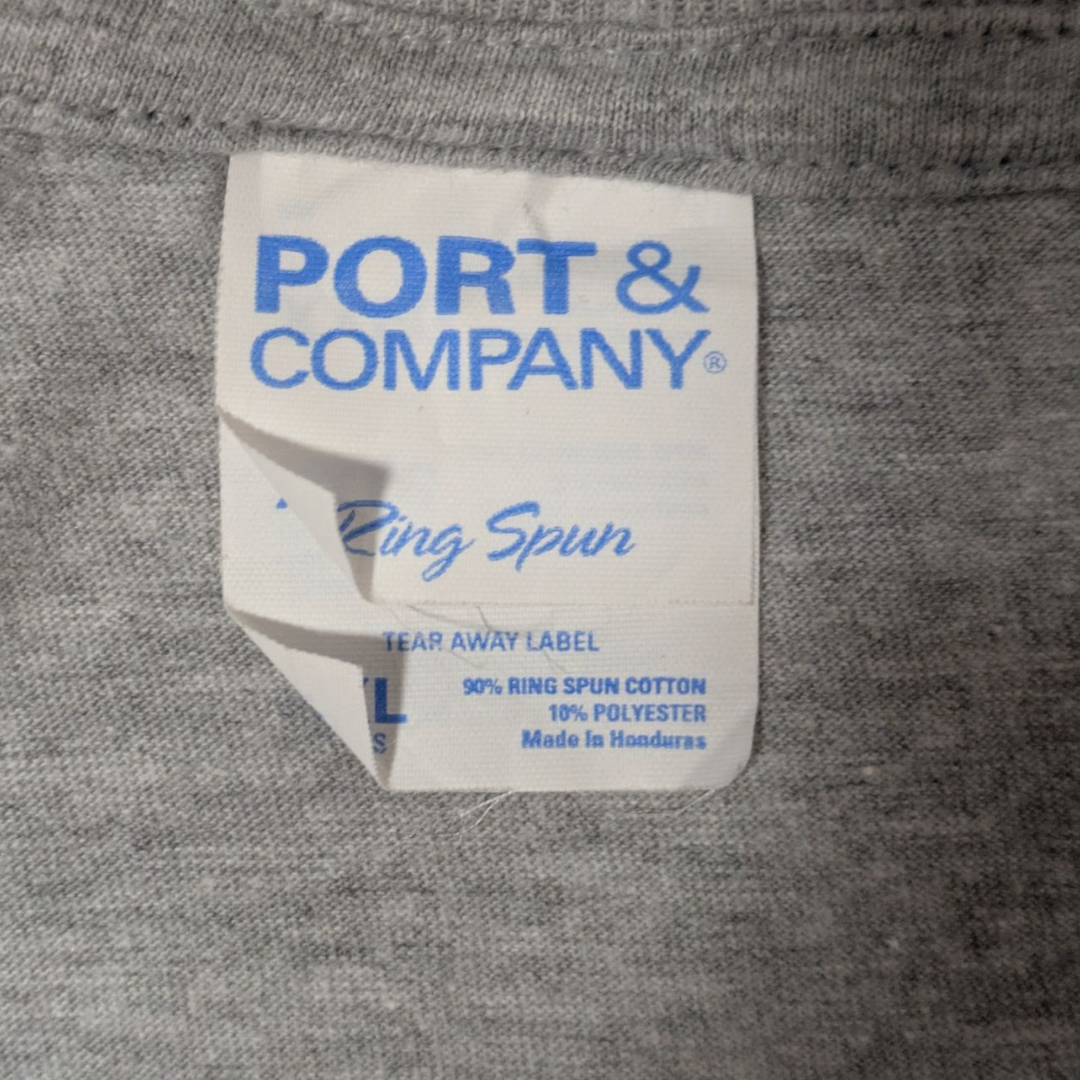 PORT &
COMPANY®
Ring Spun
TEAR AWAY LABEL
90% RING SPUN COTTON
10% POLYESTER
Made In Honduras